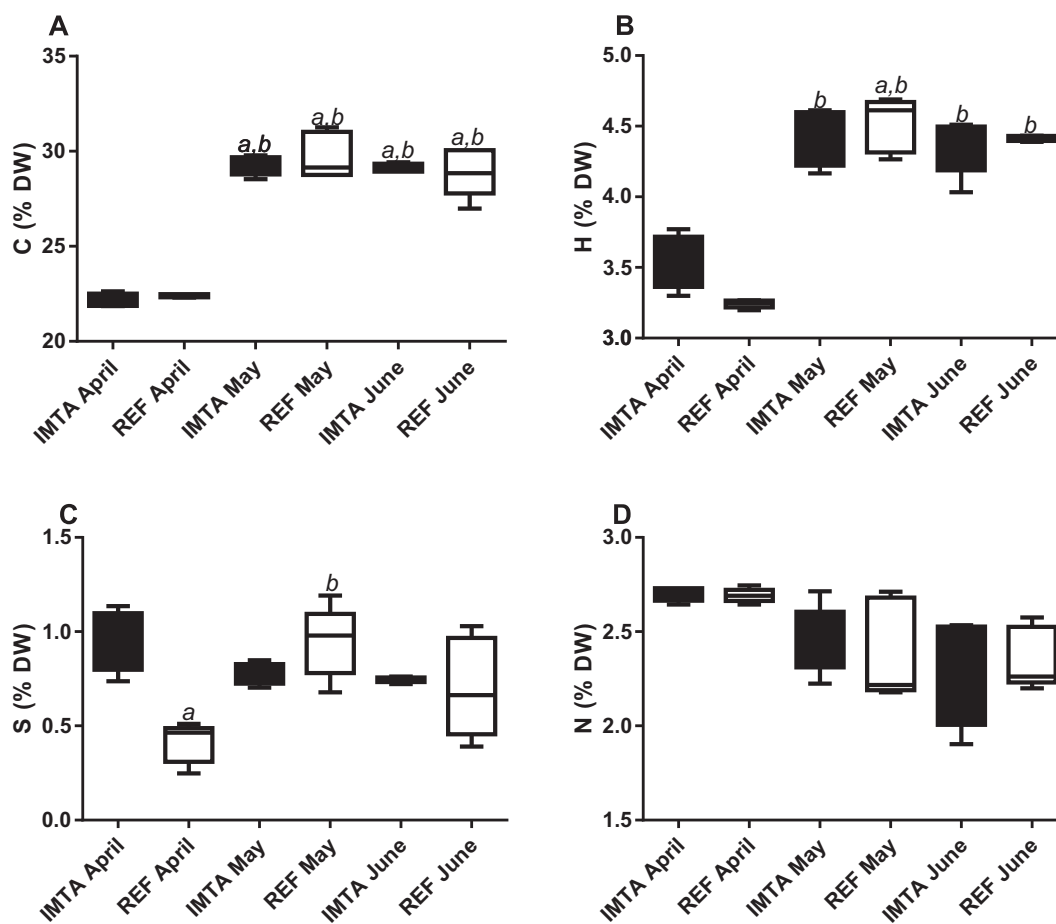 A
C (% DW)
35
30
25
20
a,b
a,b
a,b
a,b
IMTA April
REF April
IMTA May
REF May
IMTA June
REF June
B
H (% DW)
5.0
4.5
4.0
3.5
3.0
b
a,b
b
b
IMTA April
REF April
IMTA May
REF May
IMTA June
REF June
C
S (% DW)
1.5
1.0
0.5
0.0
a
b
IMTA April
REF April
IMTA May
REF May
IMTA June
REF June
D
N (% DW)
3.0
2.5
2.0
1.5
IMTA April
REF April
IMTA May
REF May
IMTA June
REF June